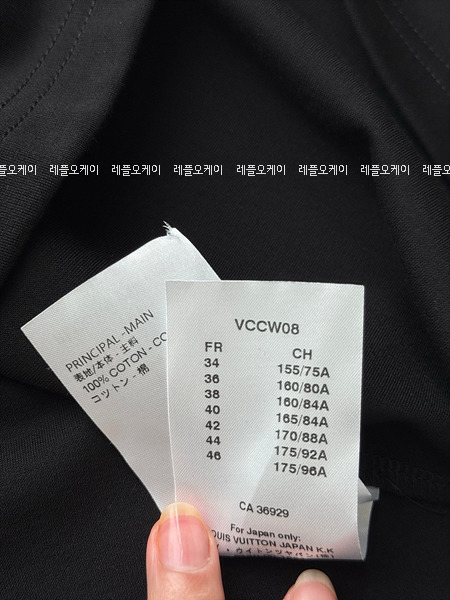 레플오케이 레플오케이 레플오케이 레플오케이 레플오케이 레플오케이 레플오케이
VCCW08
FR CH
34 155/75A
36 160/80A
38 160/84A
40 165/84A
42 170/88A
44 175/92A
46 175/96A
CA 36929
For Japan only:
LOUIS VUITTON JAPAN K.K
PRINCIPAL - MAIN
表地/本体 - 主料
100% COTON - CO
コットン - 棉